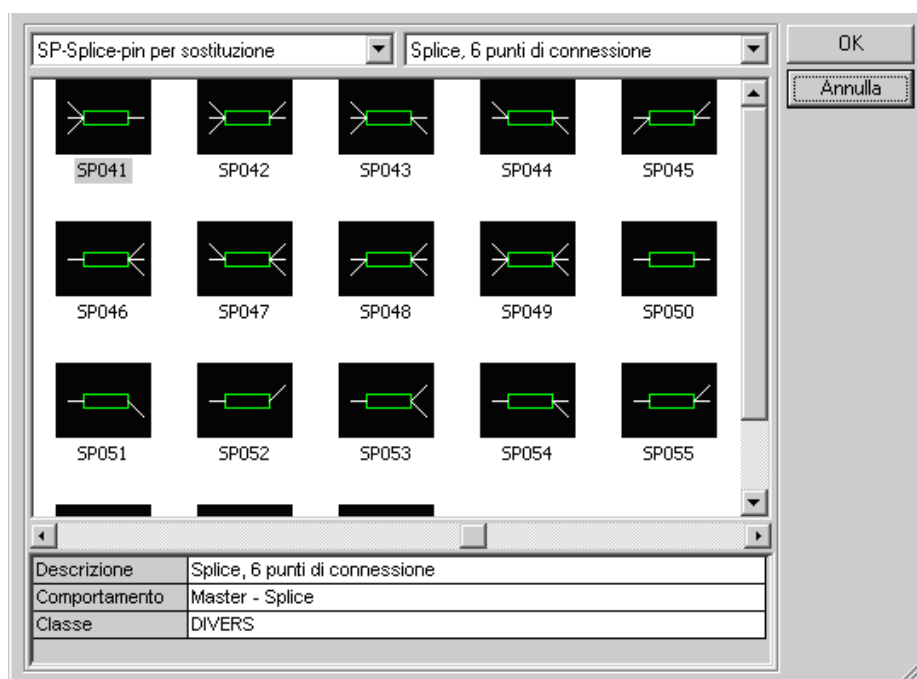 SP-Splice-pin per sostituzione
Splice, 6 punti di connessione
OK
Annulla
SP041
SP042
SP043
SP044
SP045
SP046
SP047
SP048
SP049
SP050
SP051
SP052
SP053
SP054
SP055
Descrizione Splice, 6 punti di connessione
Comportamento Master - Splice
Classe DIVERS